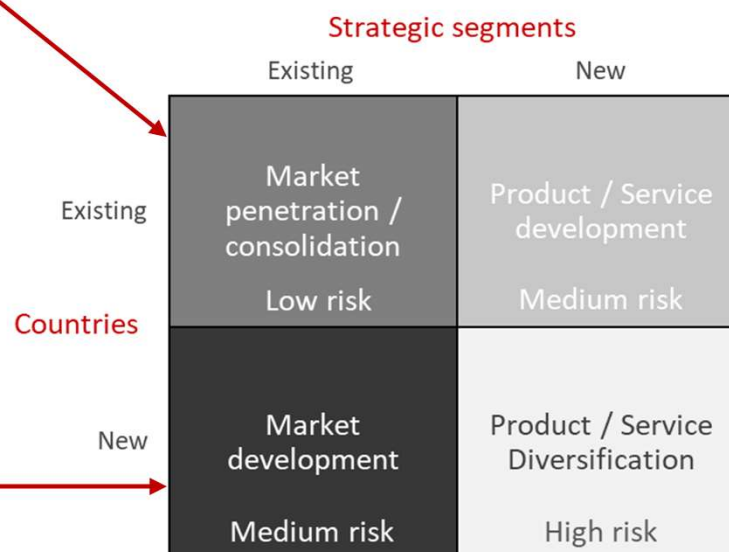 Strategic segments
Existing
New
Existing
Market
penetration /
consolidation
Low risk
Product / Service
development
Medium risk
Countries
New
Market
development
Medium risk
Product / Service
Diversification
High risk